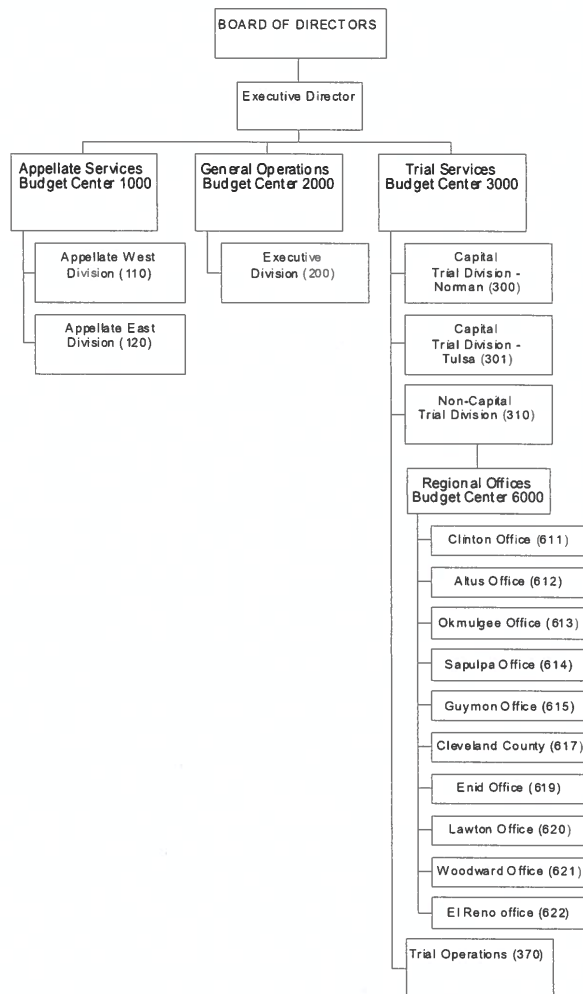 BOARD OF DIRECTORS
Executive Director
Appellate Services
Budget Center 1000
General Operations
Budget Center 2000
Trial Services
Budget Center 3000
Appellate West
Division (110)
Appellate East
Division (120)
Executive
Division (200)
Capital
Trial Division -
Norman (300)
Capital
Trial Division -
Tulsa (301)
Non-Capital
Trial Division (310)
Regional Offices
Budget Center 6000
Clinton Office (611)
Altus Office (612)
Okmulgee Office (613)
Sapulpa Office (614)
Guymon Office (615)
Cleveland County (617)
Enid Office (619)
Lawton Office (620)
Woodward Office (621)
El Reno office (622)
Trial Operations (370)